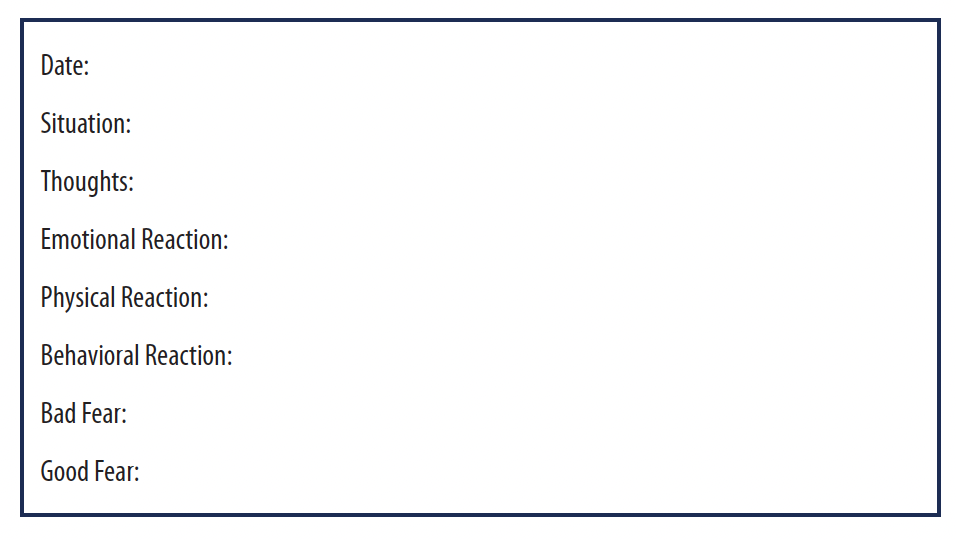 Date:
Situation:
Thoughts:
Emotional Reaction:
Physical Reaction:
Behavioral Reaction:
Bad Fear:
Good Fear: